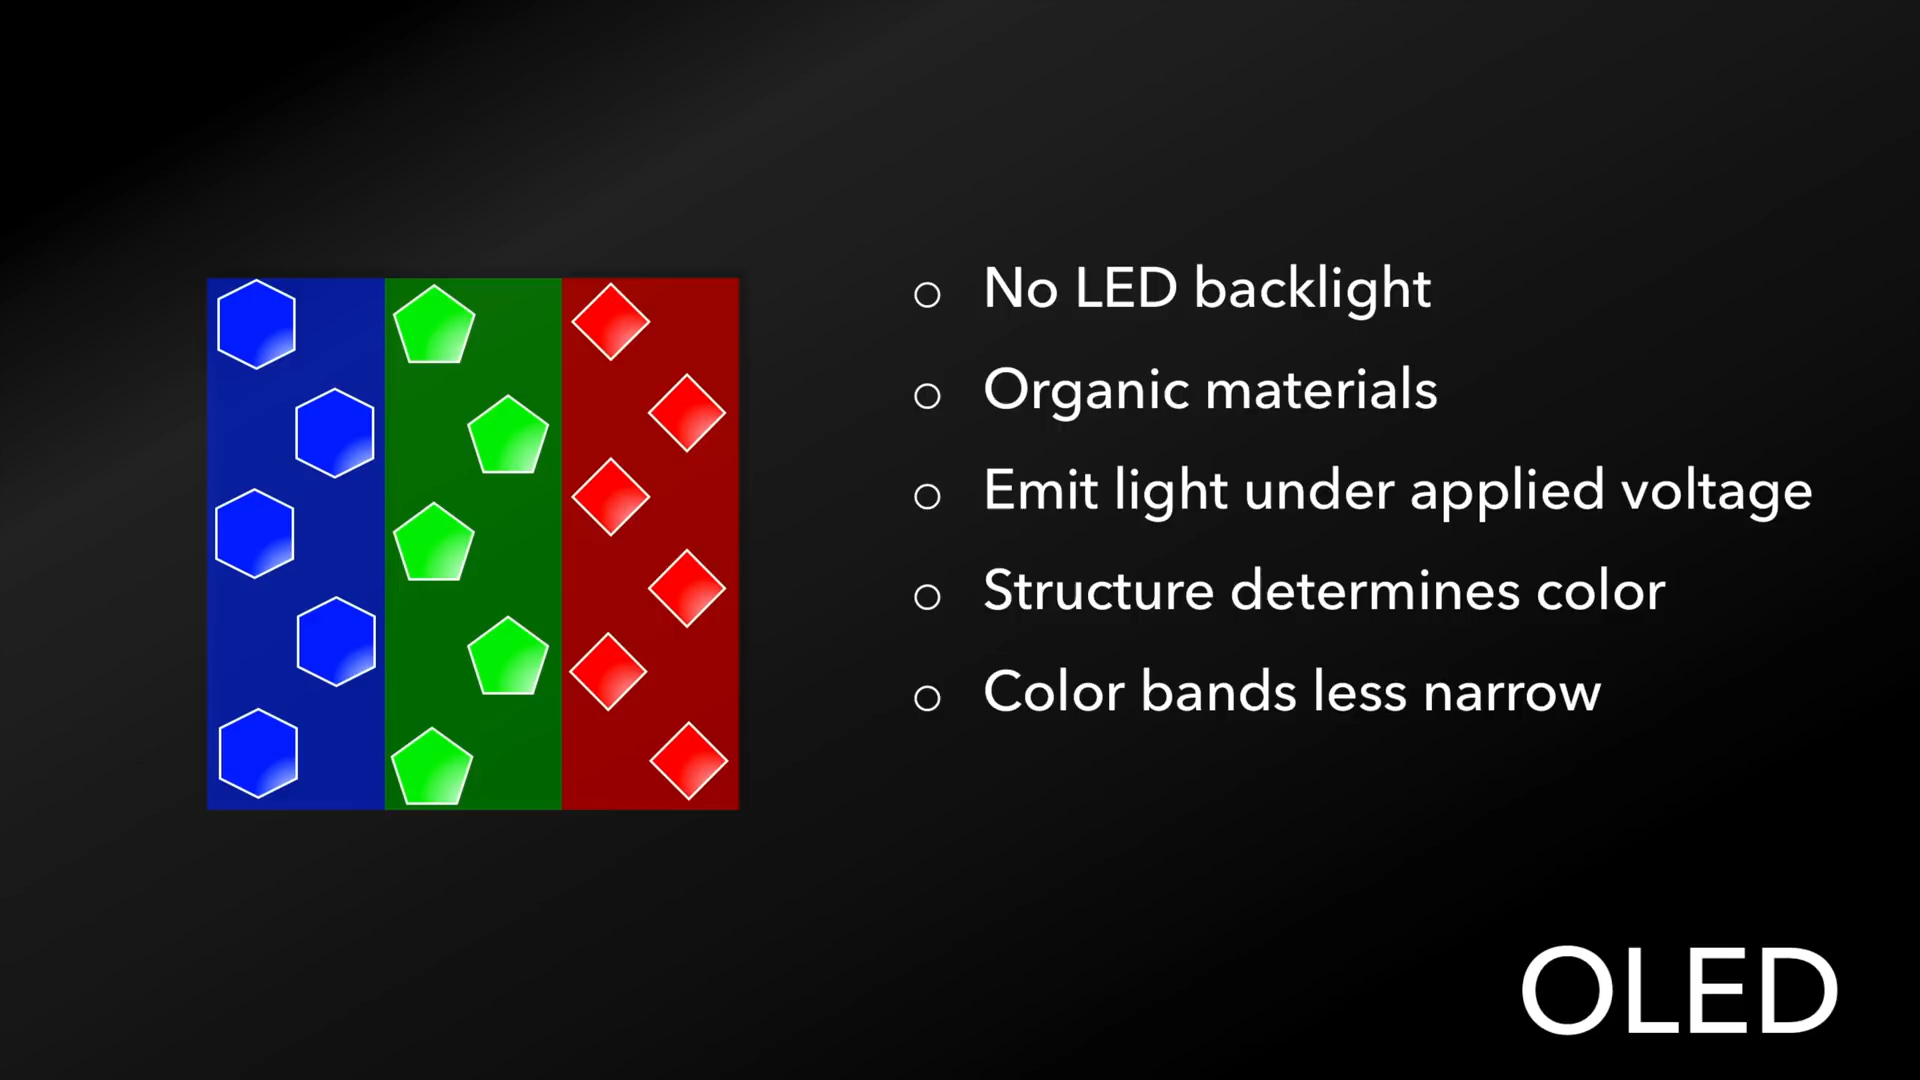 No LED backlight
Organic materials
Emit light under applied voltage
Structure determines color
Color bands less narrow
OLED